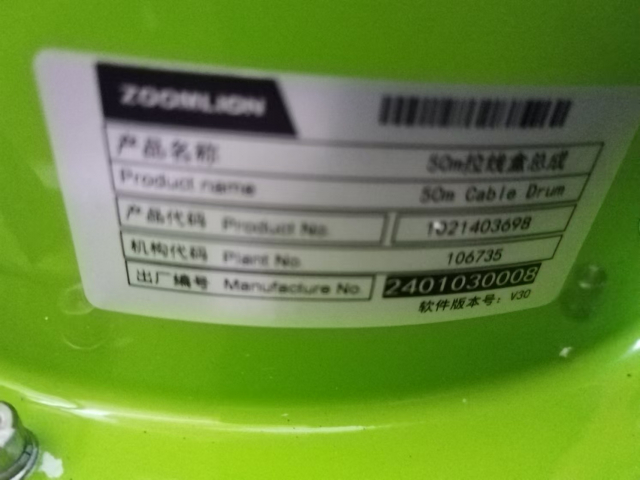 ZOOMLION
产品名称 50m拉线盒总成
Product name 50m Cable Drum
产品代码 Product No. 1021403698
机构代码 Plant No. 106735
出厂编号 Manufacture No. 2401030008
软件版本号: V30